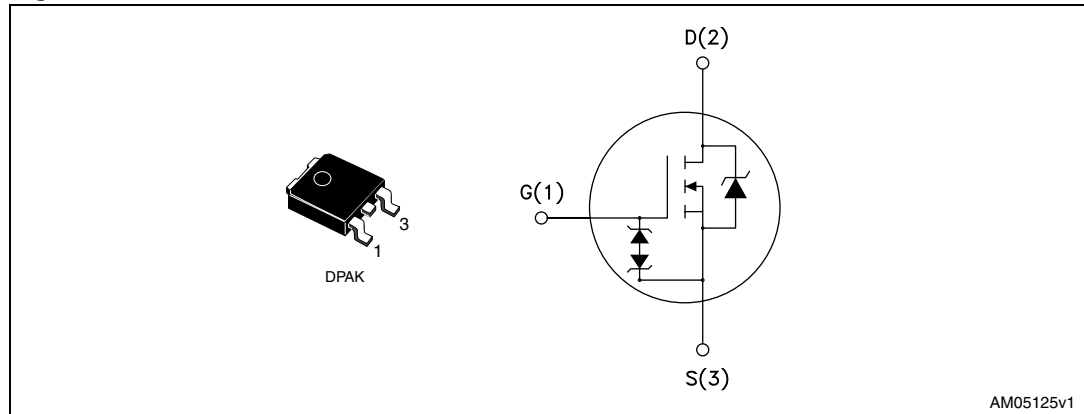 D(2)
G(1)
3
1
DPAK
S(3)
AM05125v1